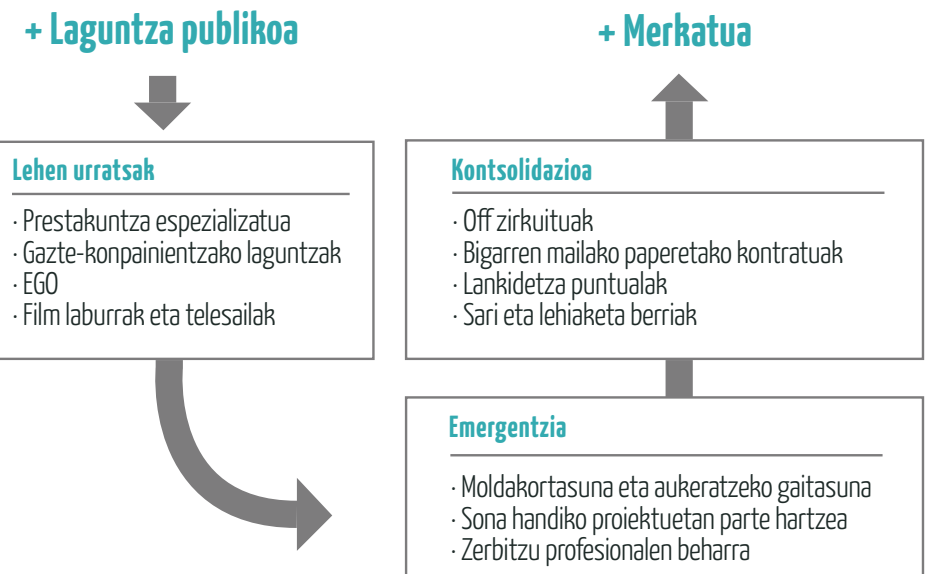 + Laguntza publikoa
+ Merkatua
Lehen urratsak
· Prestakuntza espezializatua
· Gazte-konpainientzako laguntzak
· EGO
· Film laburrak eta telesailak
Kontsolidazioa
· Off zirkuituak
· Bigarren mailako paperetako kontratuak
· Lankidetza puntualak
· Sari eta lehiaketa berriak
Emergentzia
· Moldakortasuna eta aukeratzeko gaitasuna
· Sona handiko proiektuetan parte hartzea
· Zerbitzu profesionalen beharra